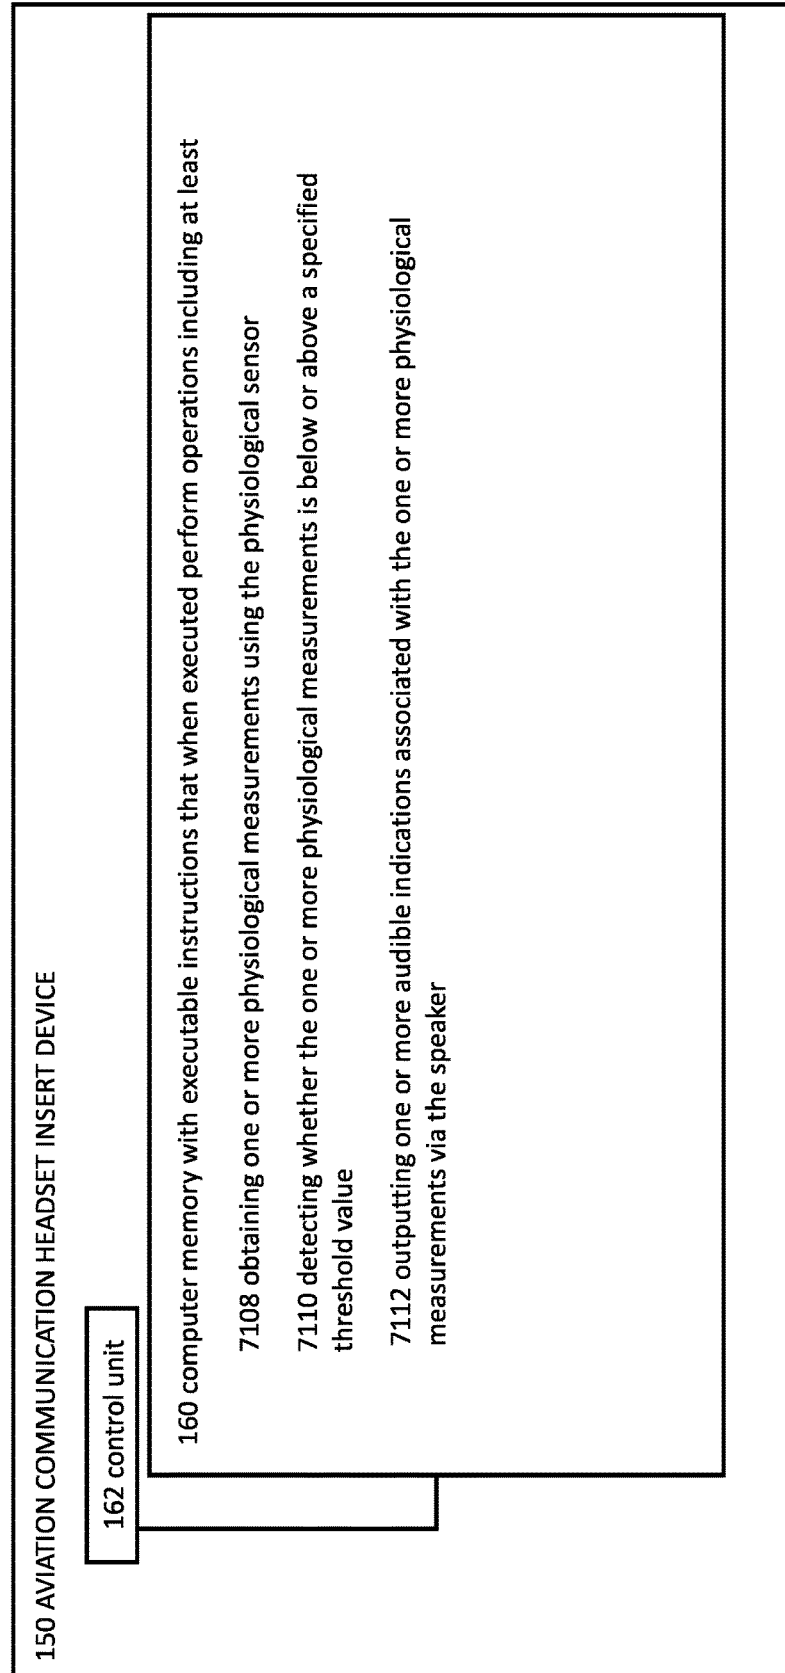 150 AVIATION COMMUNICATION HEADSET INSERT DEVICE
162 control unit
160 computer memory with executable instructions that when executed perform operations including at least
7108 obtaining one or more physiological measurements using the physiological sensor
7110 detecting whether the one or more physiological measurements is below or above a specified
threshold value
7112 outputting one or more audible indications associated with the one or more physiological
measurements via the speaker